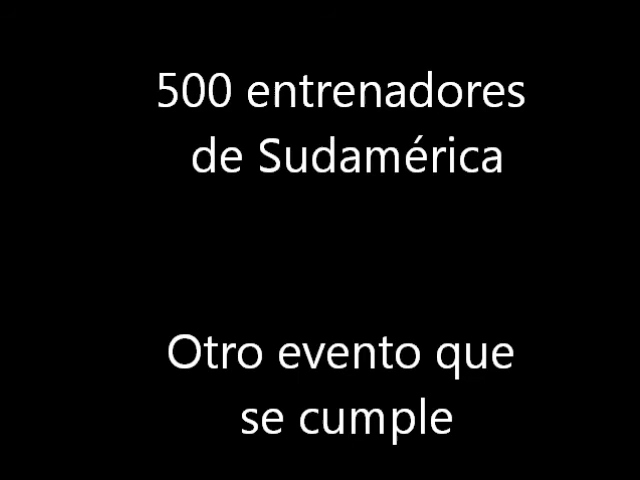 500 entrenadores
de Sudamérica
Otro evento que
se cumple